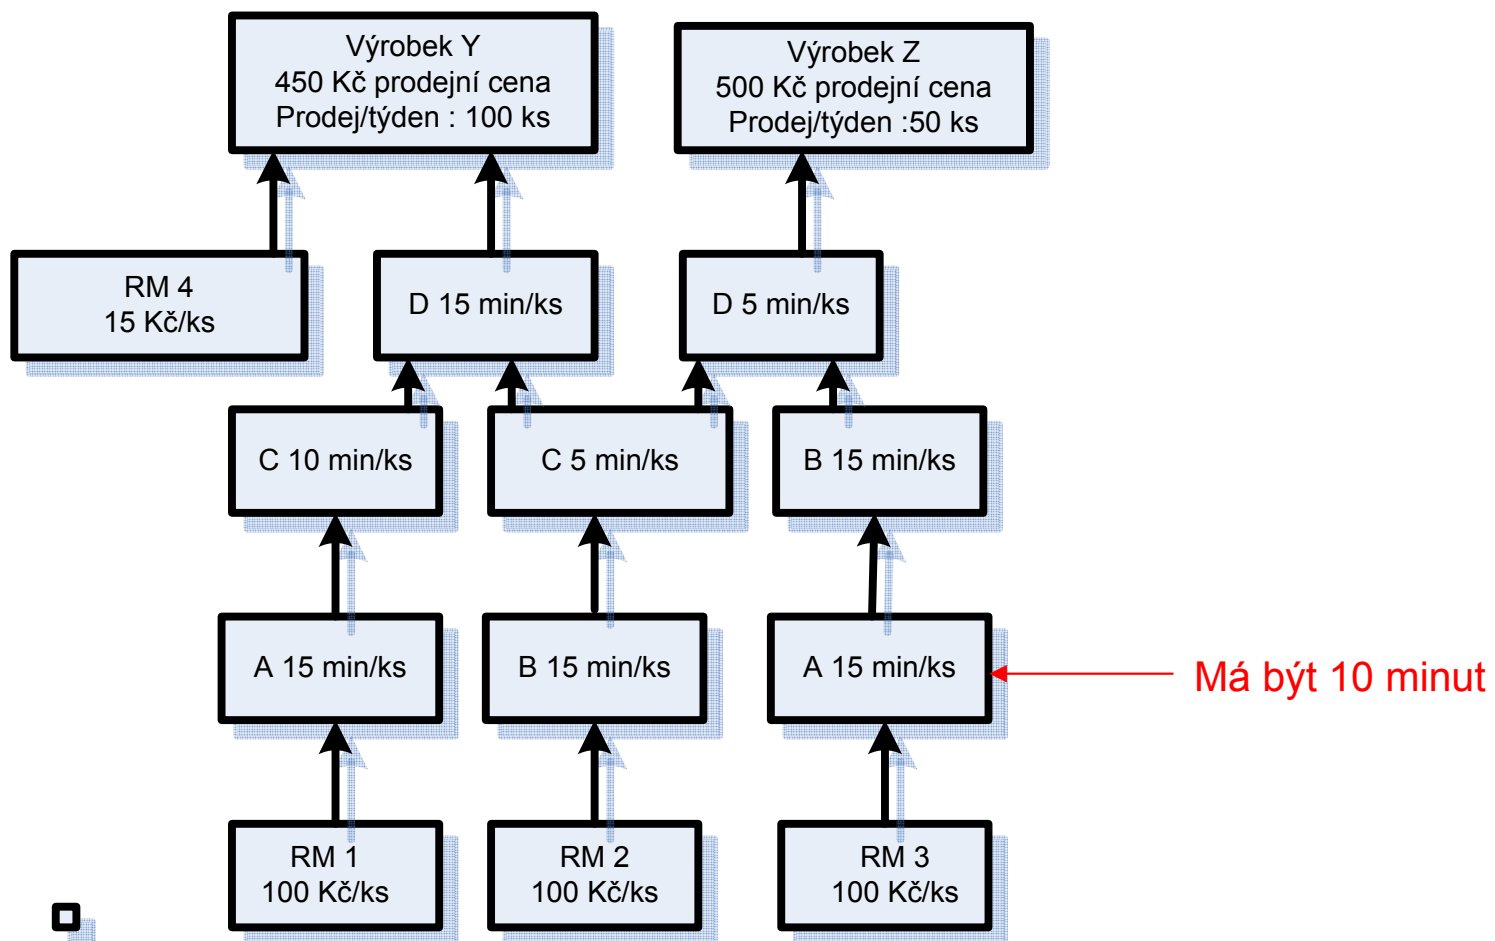 Výrobek Y
450 Kč prodejní cena
Prodej/týden : 100 ks
Výrobek Z
500 Kč prodejní cena
Prodej/týden :50 ks
RM 4
15 Kč/ks
D 15 min/ks
D 5 min/ks
C 10 min/ks
C 5 min/ks
B 15 min/ks
A 15 min/ks
B 15 min/ks
A 15 min/ks
Má být 10 minut
RM 1
100 Kč/ks
RM 2
100 Kč/ks
RM 3
100 Kč/ks